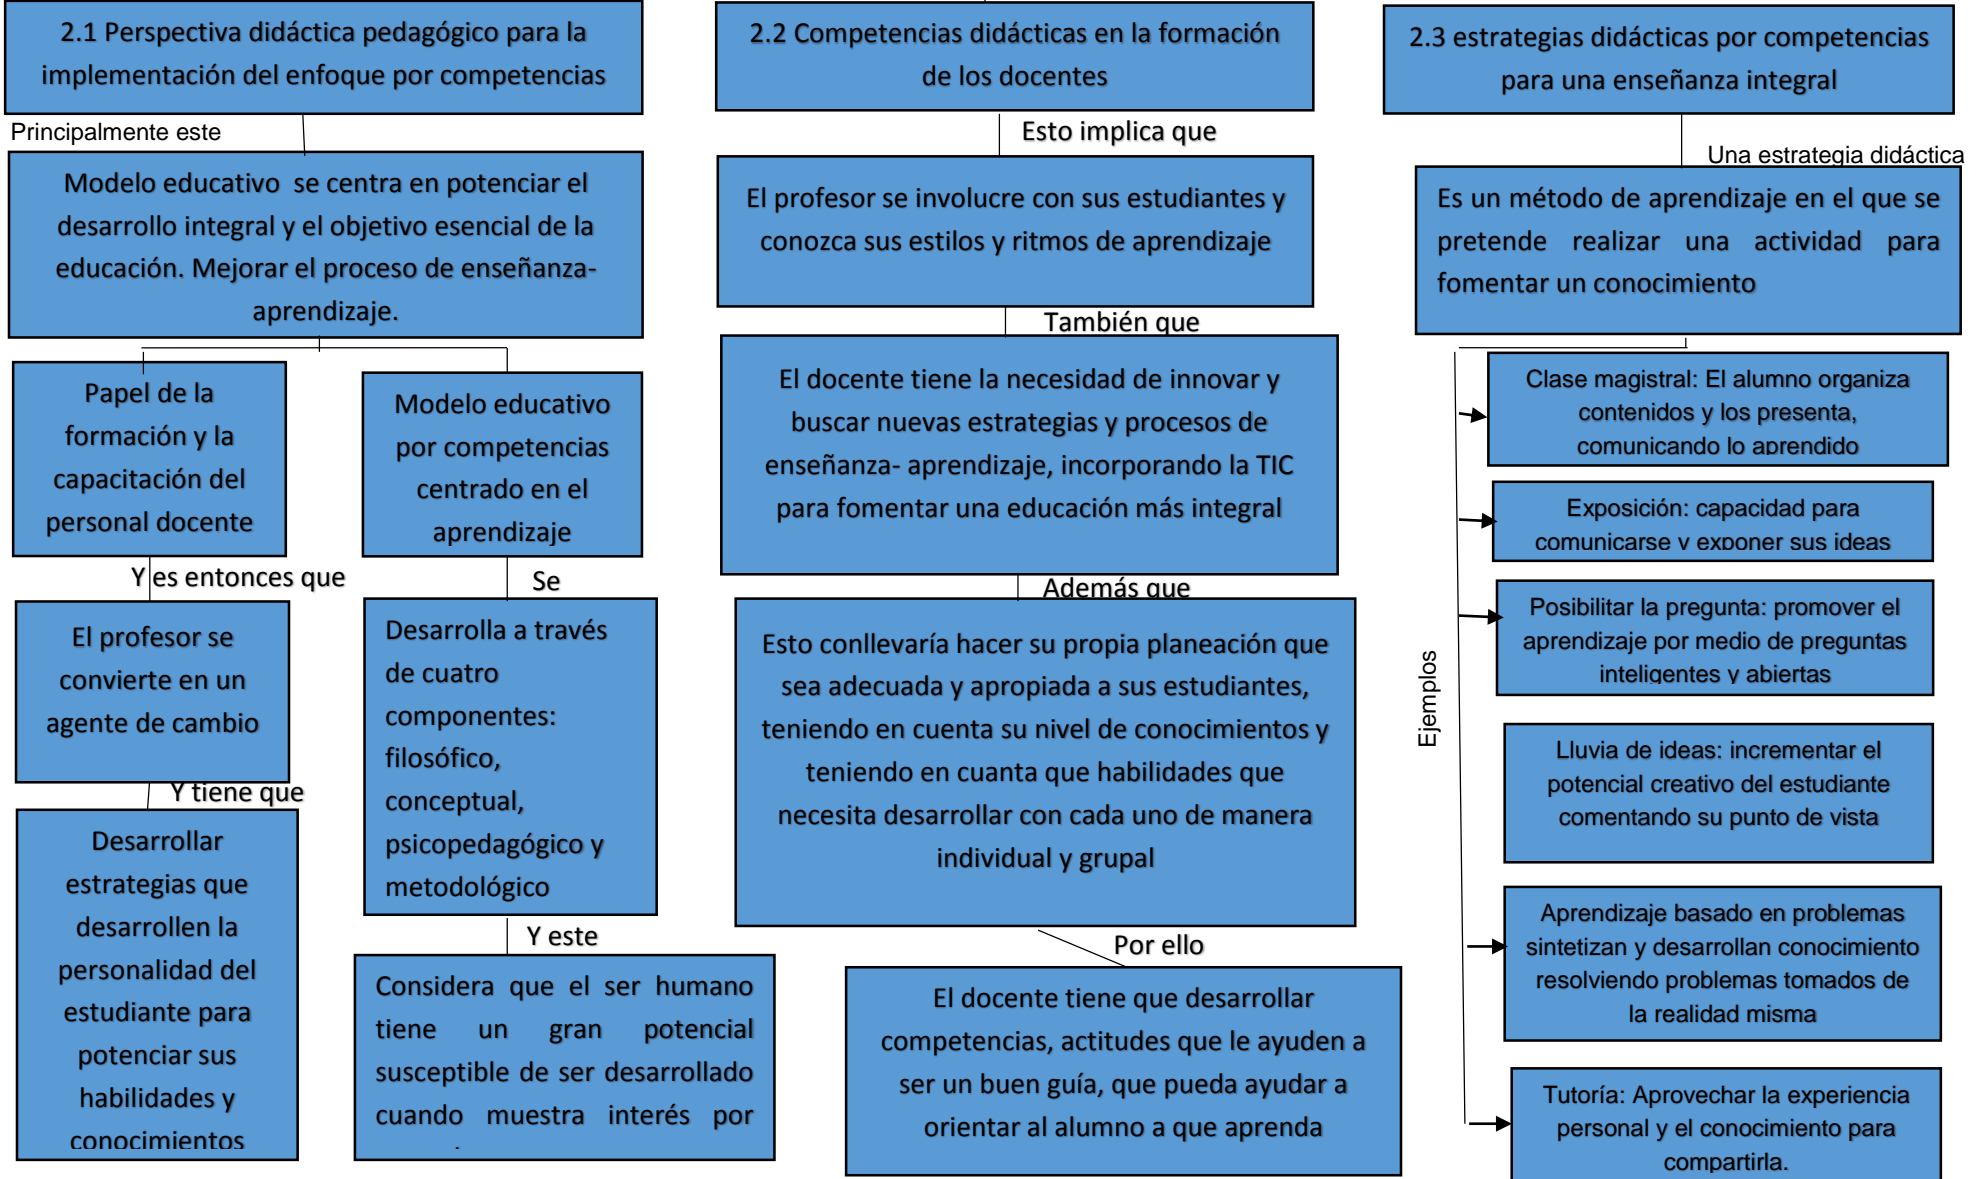 2.1 Perspectiva didáctica pedagógico para la
implementación del enfoque por competencias
Principalmente este
Modelo educativo se centra en potenciar el
desarrollo integral y el objetivo esencial de la
educación. Mejorar el proceso de enseñanza-
aprendizaje.
Papel de la
formación y la
capacitación del
personal docente
Y es entonces que
El profesor se
convierte en un
agente de cambio
Y tiene que
Desarrollar
estrategias que
desarrollen la
personalidad del
estudiante para
potenciar sus
habilidades y
conocimientos
Modelo educativo
por competencias
centrado en el
aprendizaje
Se
Desarrolla a través
de cuatro
componentes:
filosófico,
conceptual,
psicopedagógico y
metodológico
Y este
Considera que el ser humano
tiene un gran potencial
susceptible de ser desarrollado
cuando muestra interés por
2.2 Competencias didácticas en la formación
de los docentes
Esto implica que
El profesor se involucre con sus estudiantes y
conozca sus estilos y ritmos de aprendizaje
También que
El docente tiene la necesidad de innovar y
buscar nuevas estrategias y procesos de
enseñanza- aprendizaje, incorporando la TIC
para fomentar una educación más integral
Además que
Esto conllevaría hacer su propia planeación que
sea adecuada y apropiada a sus estudiantes,
teniendo en cuenta su nivel de conocimientos y
teniendo en cuanta que habilidades que
necesita desarrollar con cada uno de manera
individual y grupal
Por ello
El docente tiene que desarrollar
competencias, actitudes que le ayuden a
ser un buen guía, que pueda ayudar a
orientar al alumno a que aprenda
2.3 estrategias didácticas por competencias
para una enseñanza integral
Una estrategia didáctica
Es un método de aprendizaje en el que se
pretende realizar una actividad para
fomentar un conocimiento
Ejemplos
Clase magistral: El alumno organiza
contenidos y los presenta,
comunicando lo aprendido
Exposición: capacidad para
comunicarse y exponer sus ideas
Posibilitar la pregunta: promover el
aprendizaje por medio de preguntas
inteligentes y abiertas
Lluvia de ideas: incrementar el
potencial creativo del estudiante
comentando su punto de vista
Aprendizaje basado en problemas
sintetizan y desarrollan conocimiento
resolviendo problemas tomados de
la realidad misma
Tutoría: Aprovechar la experiencia
personal y el conocimiento para
compartirla.